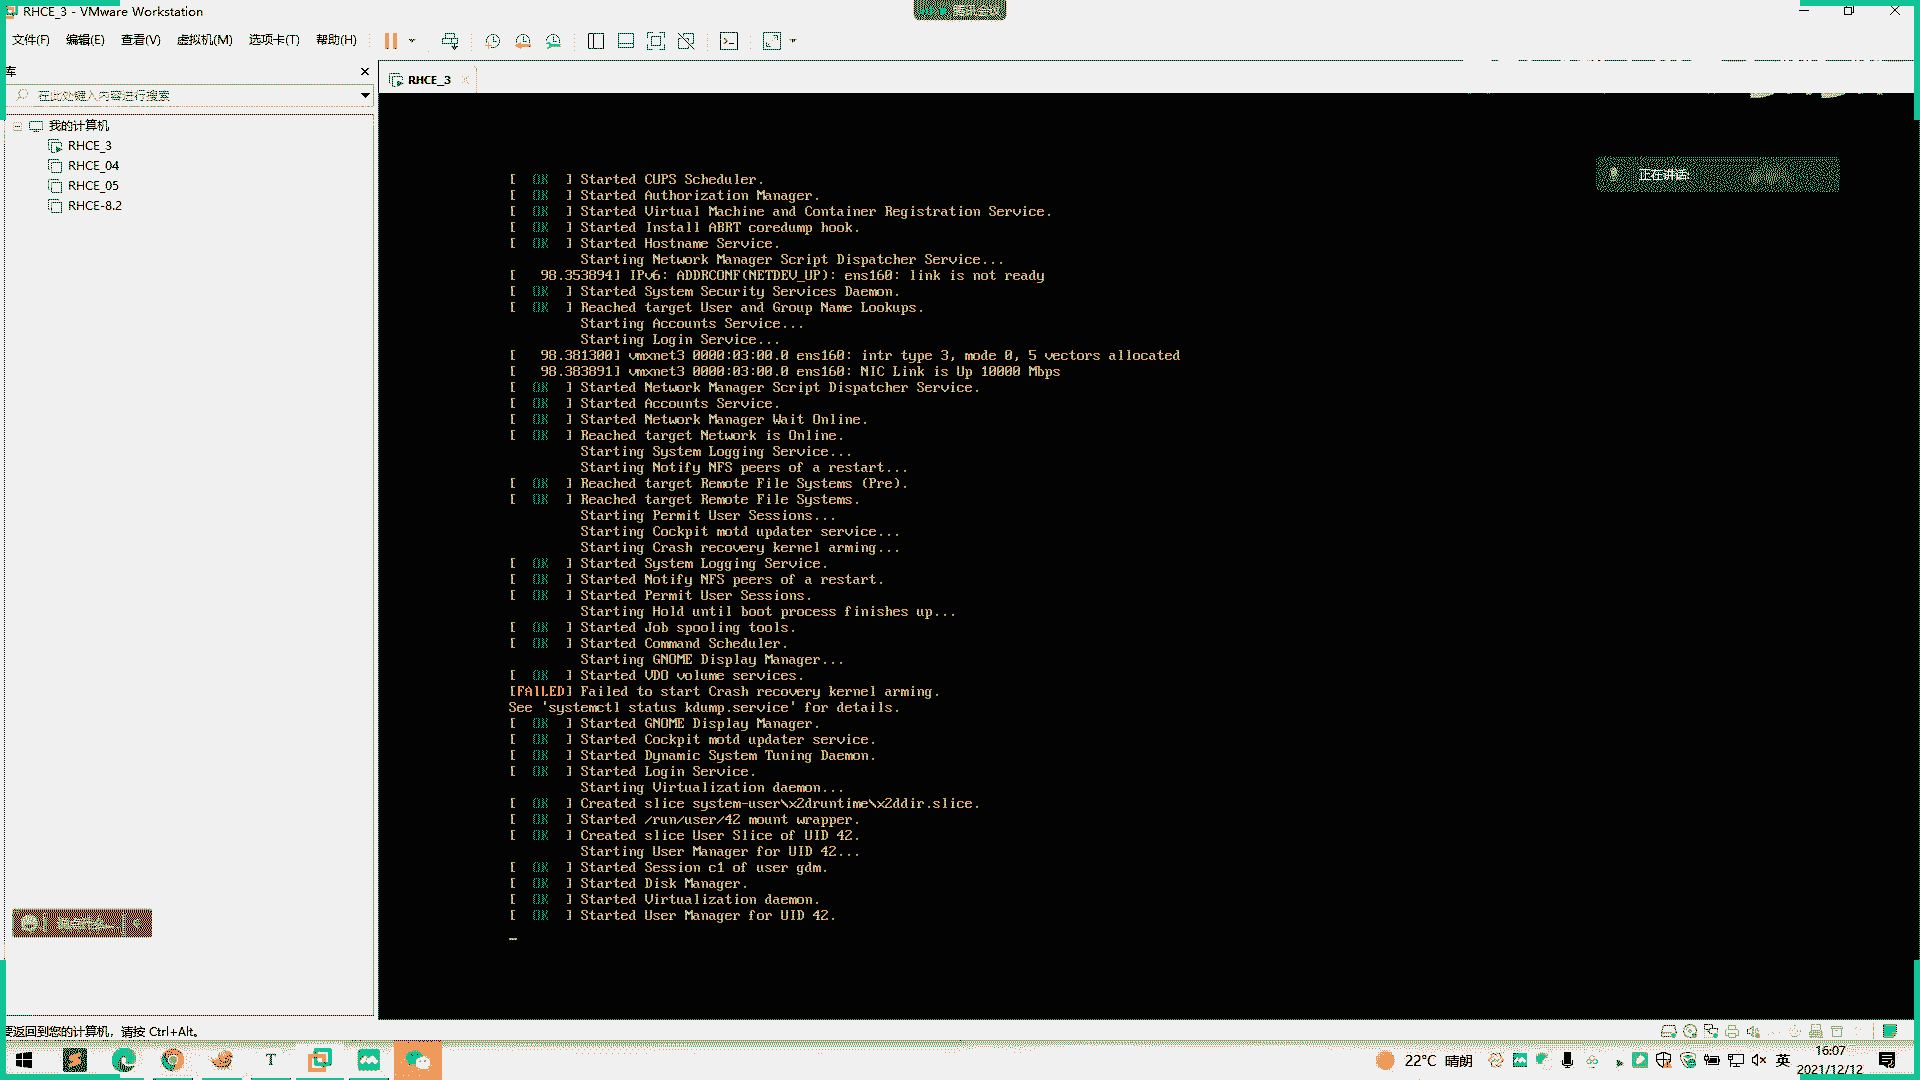 RHCE_3 - VMware Workstation
文件(F) 编辑(E) 查看(V) 虚拟机(M) 选项卡(T) 帮助(H)
库
在此处键入内容进行搜索
我的计算机
RHCE_3
RHCE_04
RHCE_05
RHCE-8.2
RHCE_3
[  OK  ] Started CUPS Scheduler.
[  OK  ] Started Authorization Manager.
[  OK  ] Started Virtual Machine and Container Registration Service.
[  OK  ] Started Install ABRT coredump hook.
[  OK  ] Started Hostname Service.
Starting Network Manager Script Dispatcher Service...
[   98.353894] IPv6: ADDRCONF(NETDEV_UP): ens160: link is not ready
[  OK  ] Started System Security Services Daemon.
[  OK  ] Reached target User and Group Name Lookups.
Starting Accounts Service...
Starting Login Service...
[   98.381300] vmxnet3 0000:03:00.0 ens160: intr type 3, mode 0, 5 vectors allocated
[   98.383891] vmxnet3 0000:03:00.0 ens160: NIC Link is Up 10000 Mbps
[  OK  ] Started Network Manager Script Dispatcher Service.
[  OK  ] Started Accounts Service.
[  OK  ] Started Network Manager Wait Online.
[  OK  ] Reached target Network is Online.
Starting System Logging Service...
Starting Notify NFS peers of a restart...
[  OK  ] Reached target Remote File Systems (Pre).
[  OK  ] Reached target Remote File Systems.
Starting Permit User Sessions...
Starting Cockpit motd updater service...
Starting Crash recovery kernel arming...
[  OK  ] Started System Logging Service.
[  OK  ] Started Notify NFS peers of a restart.
[  OK  ] Started Permit User Sessions.
Starting Hold until boot process finishes up...
[  OK  ] Started Job spooling tools.
[  OK  ] Started Command Scheduler.
Starting GNOME Display Manager...
[  OK  ] Started VDO volume services.
[FAILED] Failed to start Crash recovery kernel arming.
See 'systemctl status kdump.service' for details.
[  OK  ] Started GNOME Display Manager.
[  OK  ] Started Cockpit motd updater service.
[  OK  ] Started Dynamic System Tuning Daemon.
[  OK  ] Started Login Service.
Starting Virtualization daemon...
[  OK  ] Created slice system-user\x2druntime\x2ddir.slice.
[  OK  ] Started /run/user/42 mount wrapper.
[  OK  ] Created slice User Slice of UID 42.
Starting User Manager for UID 42...
[  OK  ] Started Session c1 of user gdm.
[  OK  ] Started Disk Manager.
[  OK  ] Started Virtualization daemon.
[  OK  ] Started User Manager for UID 42.
正在讲话:
要返回到您的计算机，请按 Ctrl+Alt。
22°C 晴朗
英
16:07
2021/12/12